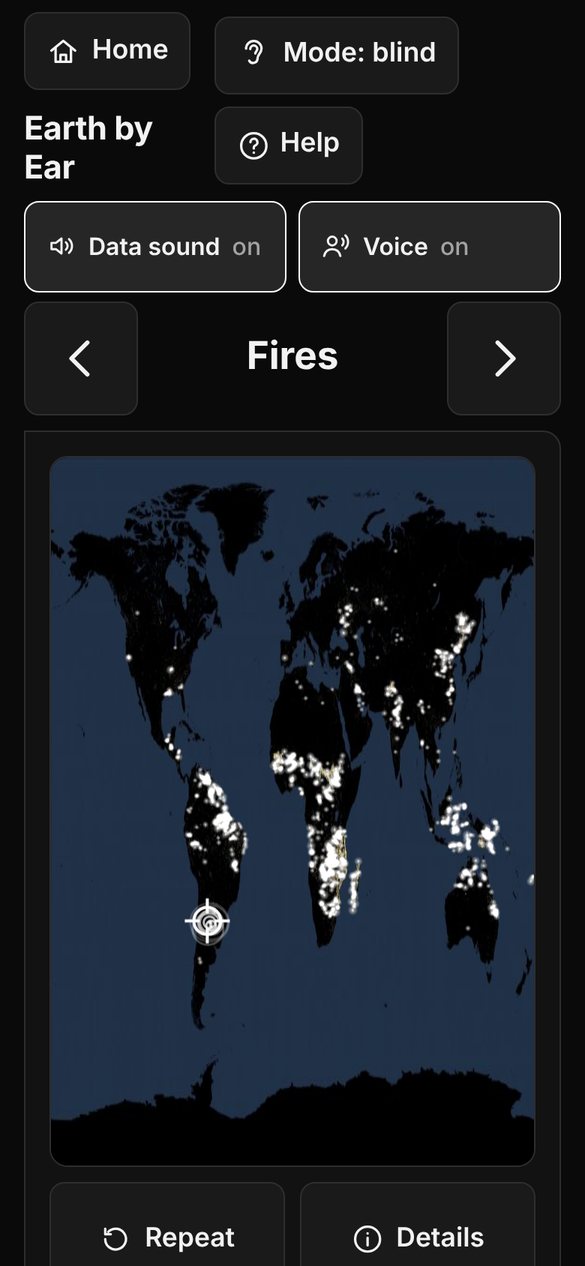 Home
Mode: blind
Earth by
Ear
Help
Data sound on
Voice on
Fires
Repeat
Details